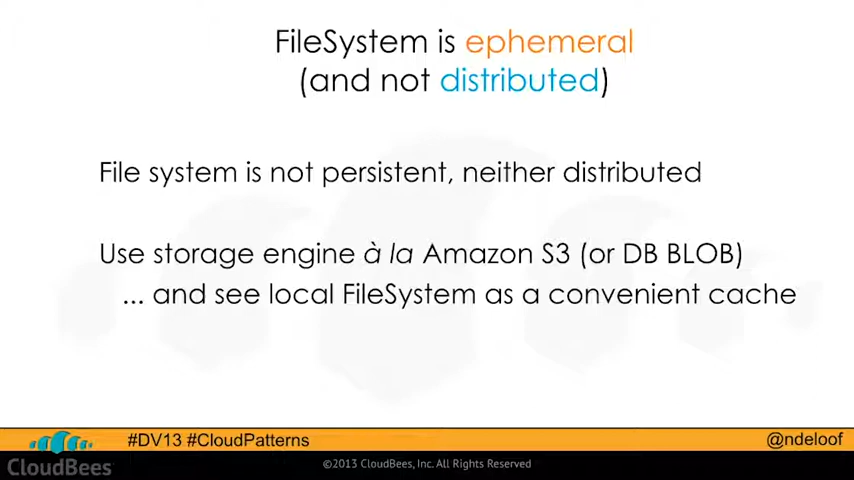 FileSystem is ephemeral
(and not distributed)
File system is not persistent, neither distributed
Use storage engine à la Amazon S3 (or DB BLOB)
... and see local FileSystem as a convenient cache
#DV13 #CloudPatterns
@ndeloof
CloudBees
©2013 CloudBees, Inc. All Rights Reserved